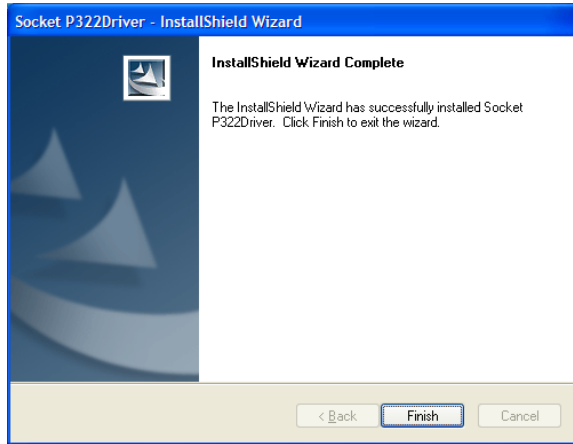 Socket P322Driver - InstallShield Wizard
InstallShield Wizard Complete
The InstallShield Wizard has successfully installed Socket
P322Driver. Click Finish to exit the wizard.
< Back
Finish
Cancel